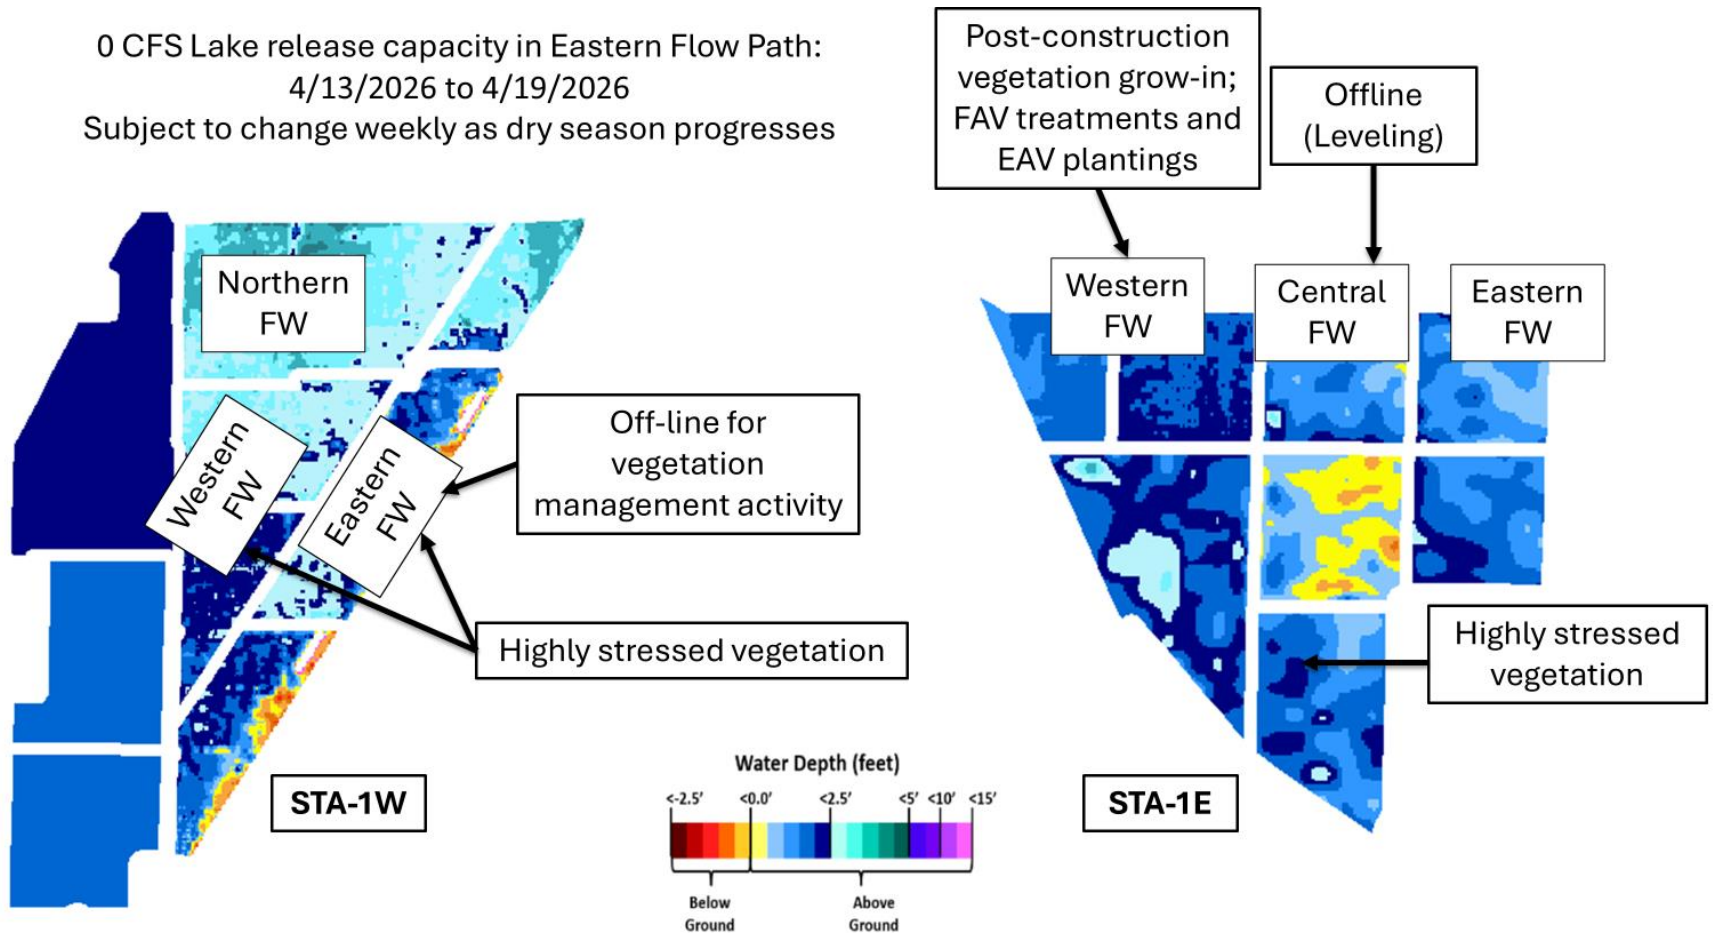 0 CFS Lake release capacity in Eastern Flow Path:
4/13/2026 to 4/19/2026
Subject to change weekly as dry season progresses
Post-construction
vegetation grow-in;
FAV treatments and
EAV plantings
Offline
(Leveling)
Northern
FW
Western
FW
Eastern
FW
Off-line for
vegetation
management activity
Highly stressed vegetation
STA-1W
Western
FW
Central
FW
Eastern
FW
Highly stressed
vegetation
STA-1E
Water Depth (feet)
<-2.5' <0.0' <2.5' <5' <10' <15'
Below
Ground
Above
Ground